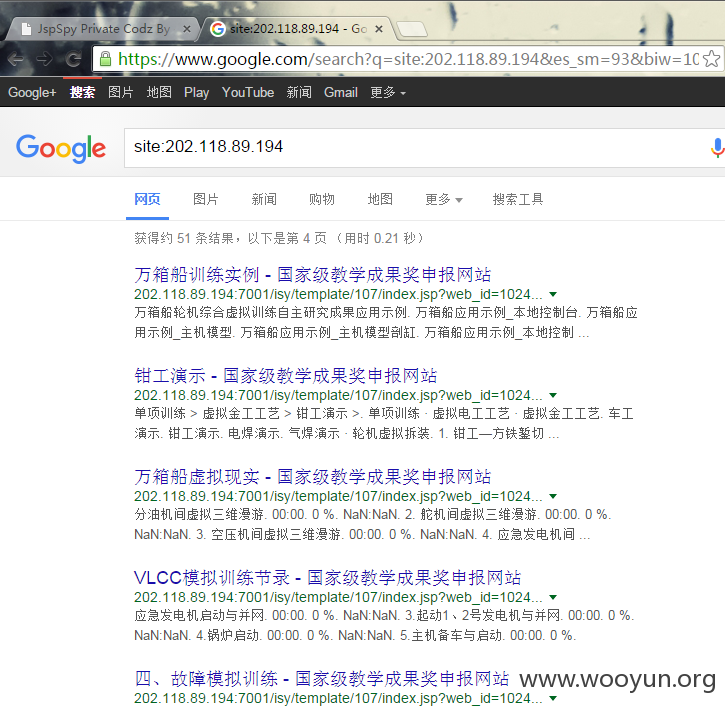 JspSpy Private Codz By
site:202.118.89.194 - Go
https://www.google.com/search?q=site:202.118.89.194&es_sm=93&biw=10
Google+ 搜索 图片 地图 Play YouTube 新闻 Gmail 更多
Google
site:202.118.89.194
网页 图片 新闻 购物 地图 更多 搜索工具
获得约 51 条结果，以下是第 4 页 （用时 0.21 秒）
万箱船训练实例 - 国家级教学成果奖申报网站
202.118.89.194:7001/isy/template/107/index.jsp?web_id=1024...
万箱船轮机综合虚拟训练自主研究成果应用示例. 万箱船应用示例_本地控制台. 万箱船应
用示例_主机模型. 万箱船应用示例_主机模型剖缸. 万箱船应用示例_本地控制 ...
钳工演示 - 国家级教学成果奖申报网站
202.118.89.194:7001/isy/template/107/index.jsp?web_id=1024...
单项训练 > 虚拟金工工艺 > 钳工演示 >. 单项训练 · 虚拟电工工艺 · 虚拟金工工艺. 车工
演示. 钳工演示. 电焊演示. 气焊演示 · 轮机虚拟拆装. 1. 钳工—方铁錾切 ...
万箱船虚拟现实 - 国家级教学成果奖申报网站
202.118.89.194:7001/isy/template/107/index.jsp?web_id=1024...
分油机间虚拟三维漫游. 00:00. 0 %. NaN:NaN. 2. 舵机间虚拟三维漫游. 00:00. 0 %.
NaN:NaN. 3. 空压机间虚拟三维漫游. 00:00. 0 %. NaN:NaN. 4. 应急发电机间 ...
VLCC模拟训练节录 - 国家级教学成果奖申报网站
202.118.89.194:7001/isy/template/107/index.jsp?web_id=1024...
应急发电机启动与并网. 00:00. 0 %. NaN:NaN. 3.起动1、2号发电机与并网. 00:00. 0 %.
NaN:NaN. 4.锅炉启动. 00:00. 0 %. NaN:NaN. 5.主机备车与启动. 00:00. 0 %.
四、故障模拟训练 - 国家级教学成果奖申报网站
202.118.89.194:7001/isy/template/107/index.jsp?web_id=1024...
www.wooyun.org